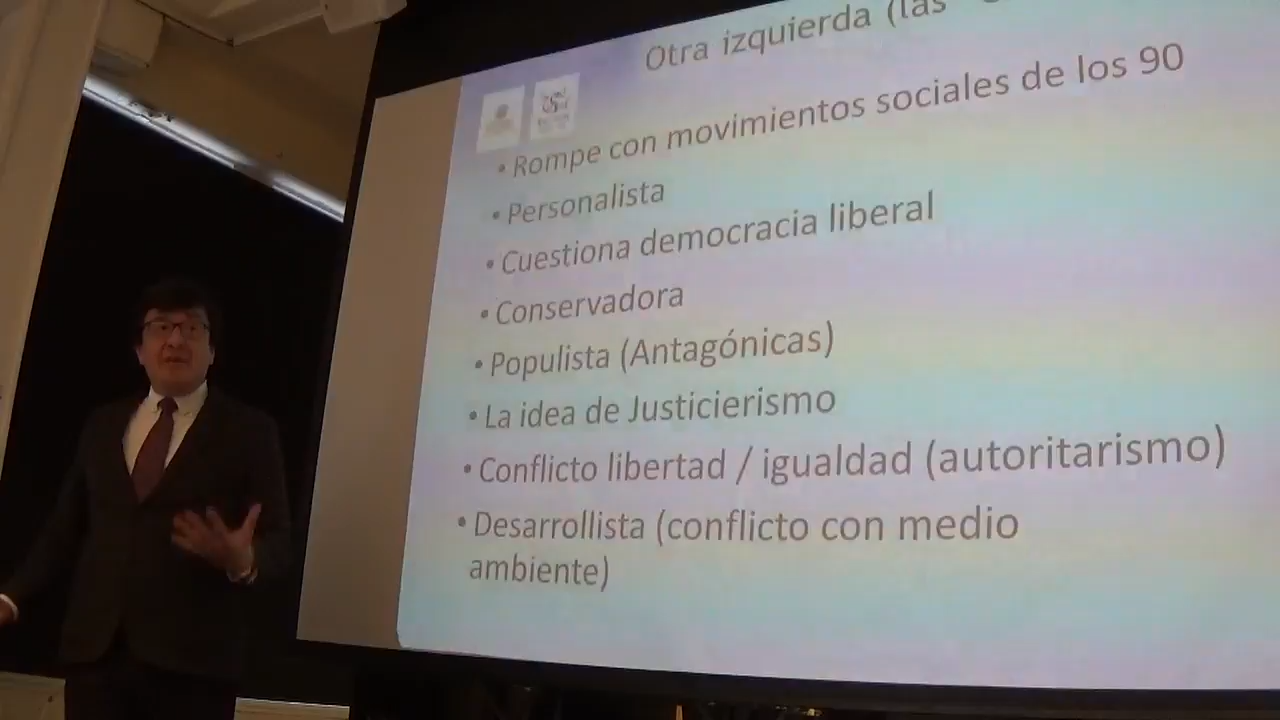 Otra izquierda (las
• Rompe con movimientos sociales de los 90
• Personalista
• Cuestiona democracia liberal
• Conservadora
• Populista (Antagónicas)
• La idea de Justicierismo
• Conflicto libertad / igualdad (autoritarismo)
• Desarrollista (conflicto con medio
ambiente)